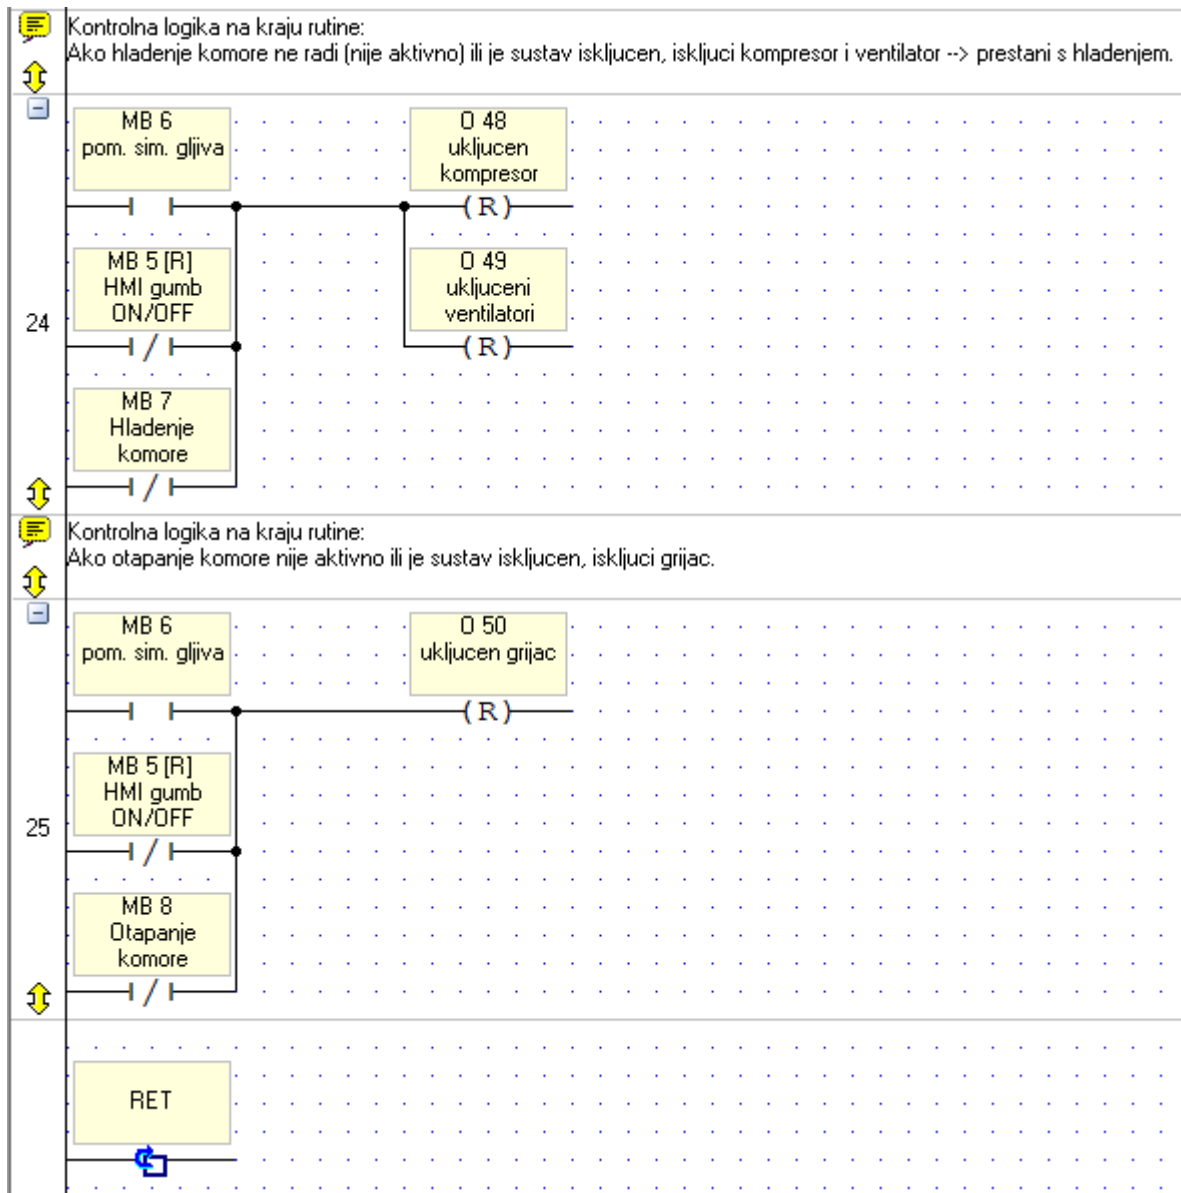 Kontrolna logika na kraju rutine:
Ako hladenje komore ne radi (nije aktivno) ili je sustav iskljucen, iskljuci kompresor i ventilator --> prestani s hladenjem.
MB 6
pom. sim. gljiva
O 48
ukljucen
kompresor
( R )
MB 5 [R]
HMI gumb
ON/OFF
O 49
ukljuceni
ventilatori
( R )
24
MB 7
Hladenje
komore
Kontrolna logika na kraju rutine:
Ako otapanje komore nije aktivno ili je sustav iskljucen, iskljuci grijac.
MB 6
pom. sim. gljiva
O 50
ukljucen grijac
( R )
MB 5 [R]
HMI gumb
ON/OFF
25
MB 8
Otapanje
komore
RET